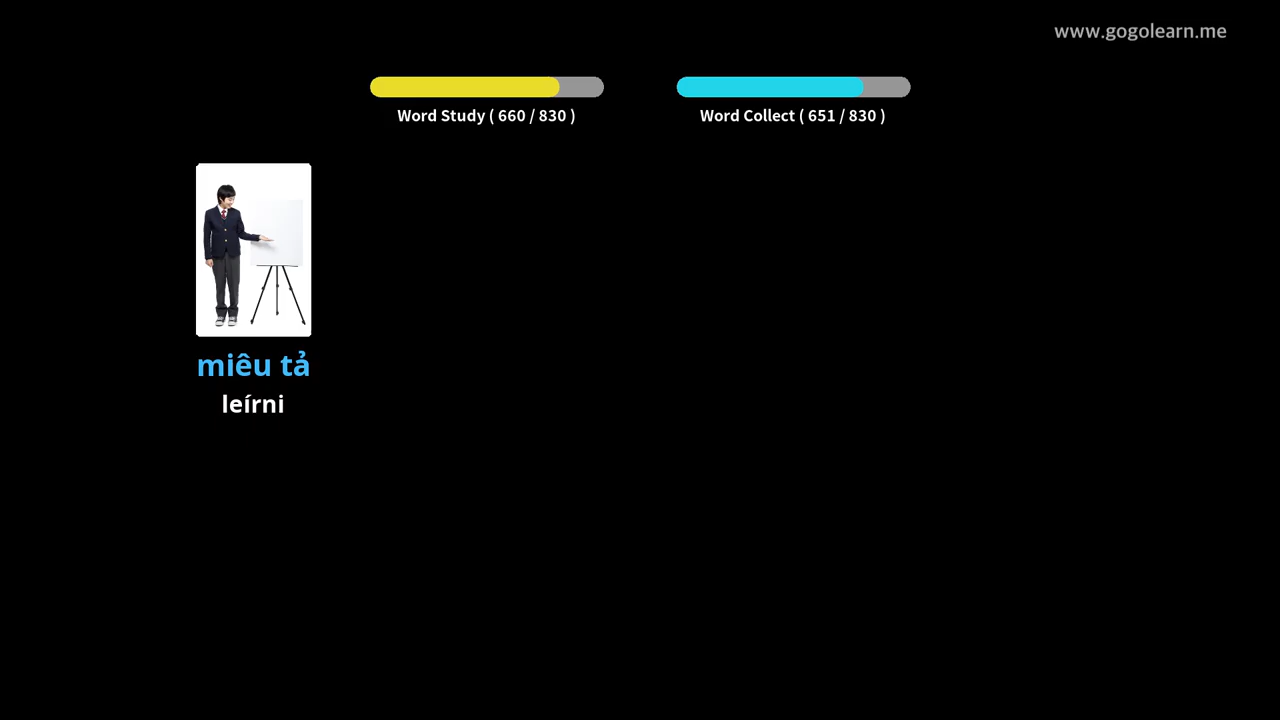 www.gogolearn.me
Word Study ( 660 / 830 )
Word Collect ( 651 / 830 )
miêu tả
leírni